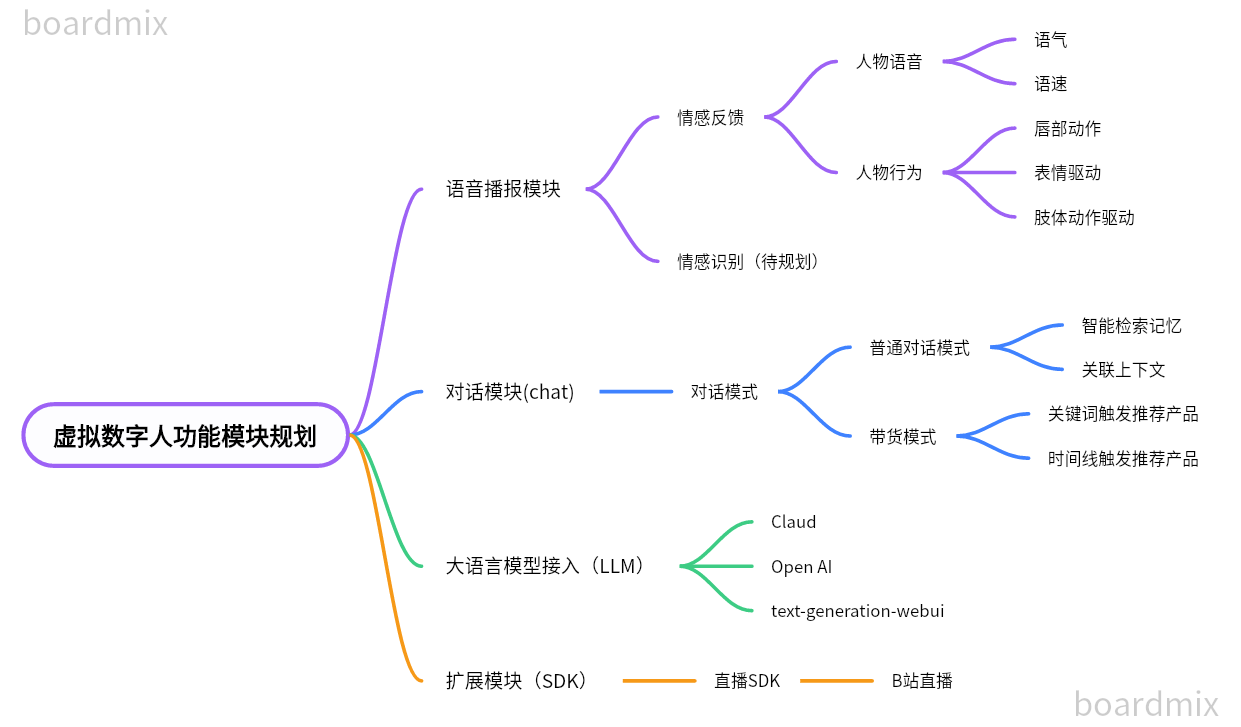 boardmix
语气
人物语音
语速
情感反馈
唇部动作
人物行为
表情驱动
肢体动作驱动
语音播报模块
情感识别（待规划）
智能检索记忆
普通对话模式
关联上下文
对话模块(chat)
对话模式
关键词触发推荐产品
带货模式
时间线触发推荐产品
虚拟数字人功能模块规划
Claud
大语言模型接入（LLM）
Open AI
text-generation-webui
扩展模块（SDK）
直播SDK
B站直播
boardmix